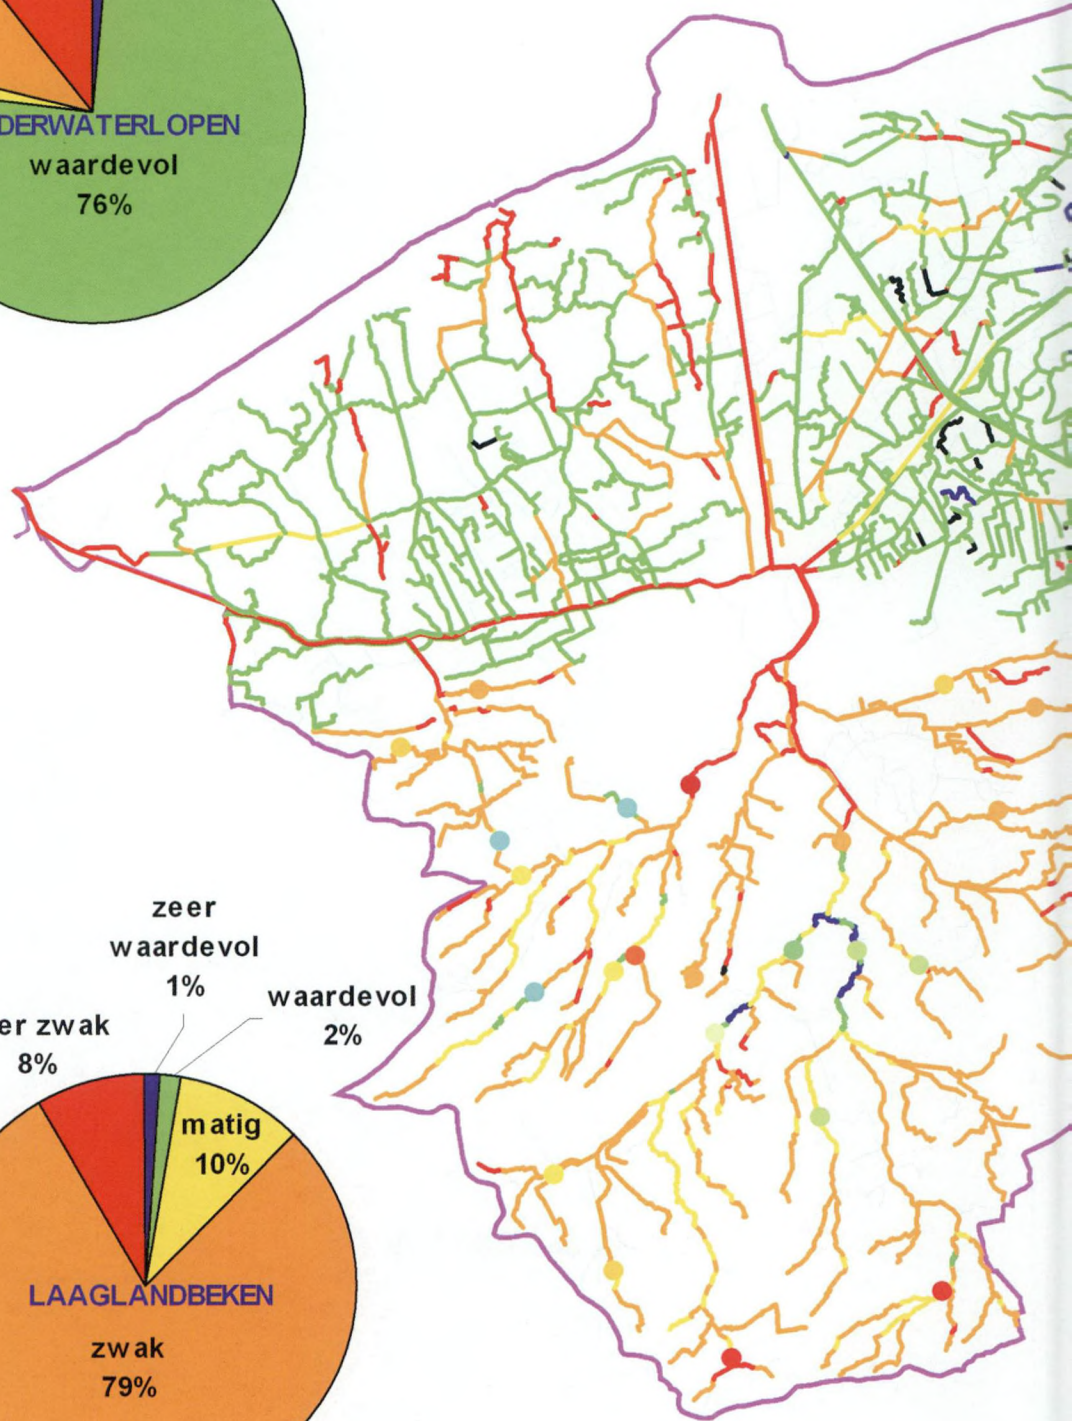 DERWATERLOPEN
waardevol
76%
zeer
waardevol
1%
waardevol
2%
er zwak
8%
matig
10%
LAAGLANDBEKEN
zwak
79%